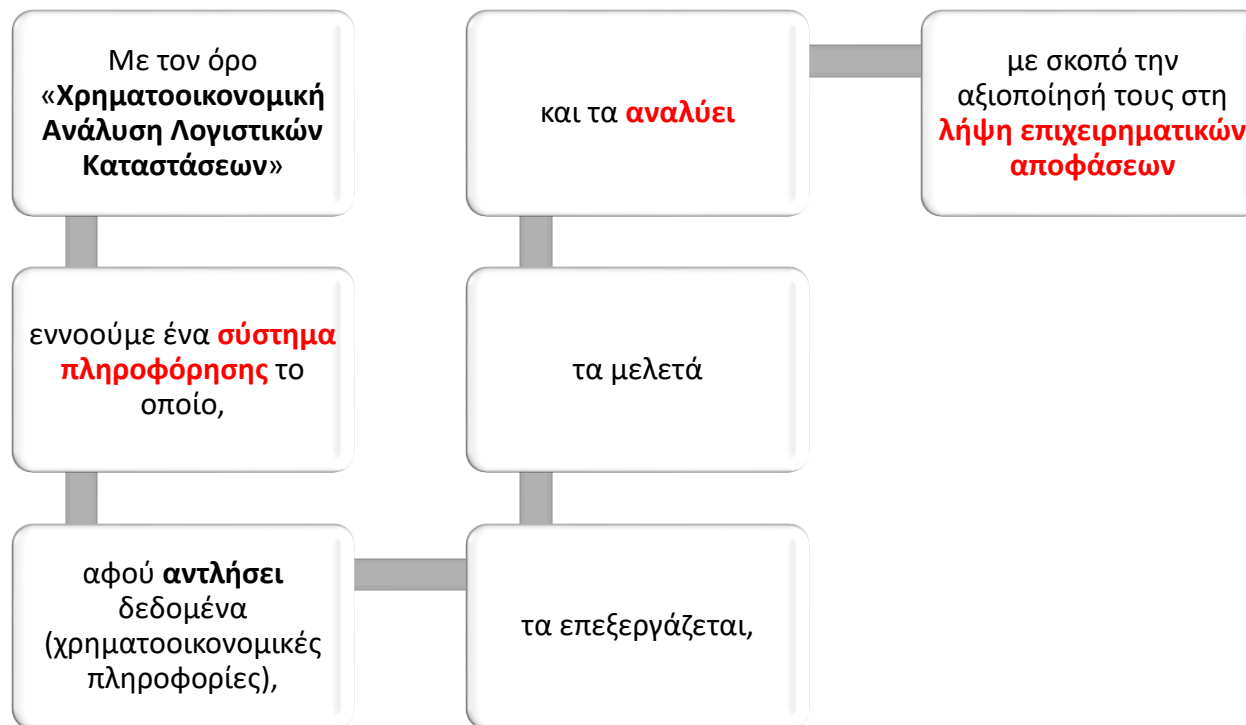 Με τον όρο
«Χρηματοοικονομική
Ανάλυση Λογιστικών
Καταστάσεων»
εννοούμε ένα σύστημα
πληροφόρησης το
οποίο,
αφού αντλήσει
δεδομένα
(χρηματοοικονομικές
πληροφορίες),
τα επεξεργάζεται,
τα μελετά
και τα αναλύει
με σκοπό την
αξιοποίησή τους στη
λήψη επιχειρηματικών
αποφάσεων